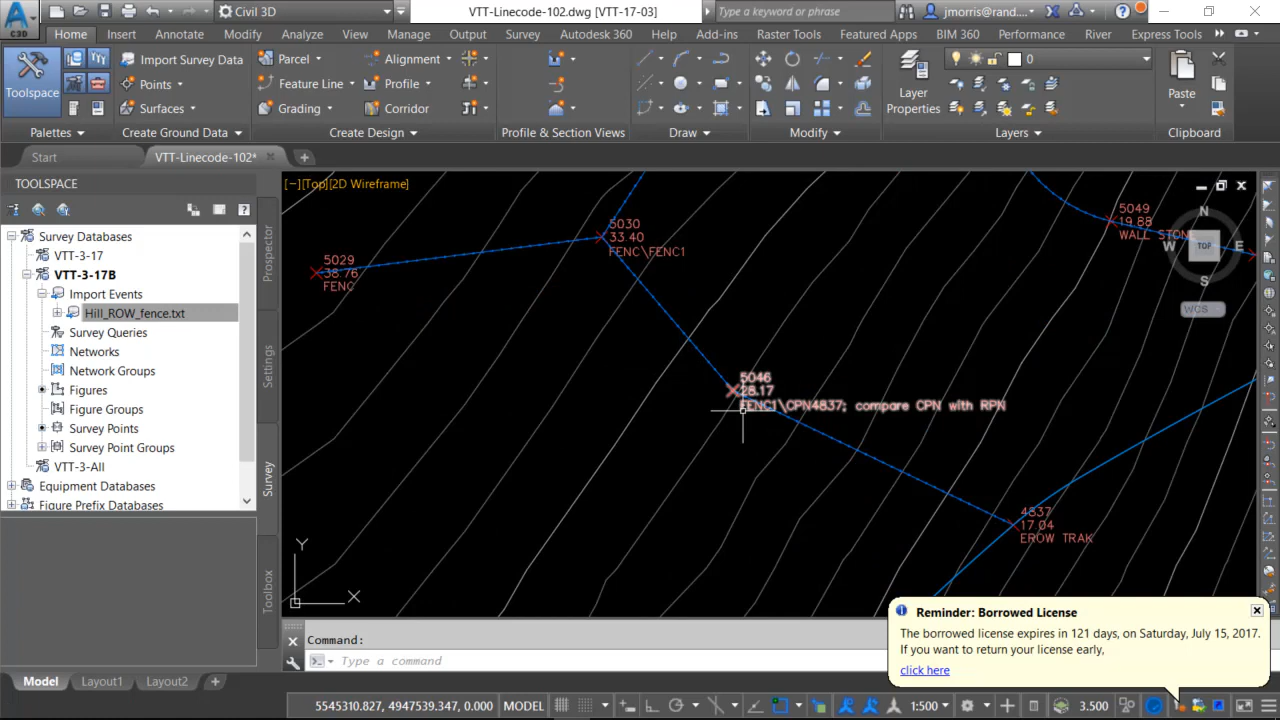 C3D
Civil 3D
VTT-Linecode-102.dwg [VTT-17-03]
Type a keyword or phrase
jmorris@rand....
Home Insert Annotate Modify Analyze View Manage Output Survey Autodesk 360 Help Add-ins Raster Tools Featured Apps BIM 360 Performance River Express Tools
Toolspace
Import Survey Data
Points
Surfaces
Parcel
Feature Line
Grading
Alignment
Profile
Corridor
Layer
Properties
0
Paste
Palettes
Create Ground Data
Create Design
Profile & Section Views
Draw
Modify
Layers
Clipboard
Start
VTT-Linecode-102*
TOOLSPACE
Survey Databases
VTT-3-17
VTT-3-17B
Import Events
Hill_ROW_fence.txt
Survey Queries
Networks
Network Groups
Figures
Figure Groups
Survey Points
Survey Point Groups
VTT-3-All
Equipment Databases
Figure Prefix Databases
Prospector
Settings
Survey
Toolbox
[−][Top][2D Wireframe]
5029
38.76
FENC
5030
33.40
FENC\FENC1
5046
28.17
FENC1\CPN4837; compare CPN with RPN
4837
17.04
EROW TRAK
5049
19.88
WALL STONE
N
W TOP E
S
WCS
Y
X
Command:
Type a command
Reminder: Borrowed License
The borrowed license expires in 121 days, on Saturday, July 15, 2017.
If you want to return your license early,
click here
Model Layout1 Layout2
5545310.827, 4947539.347, 0.000 MODEL
1:500
3.500